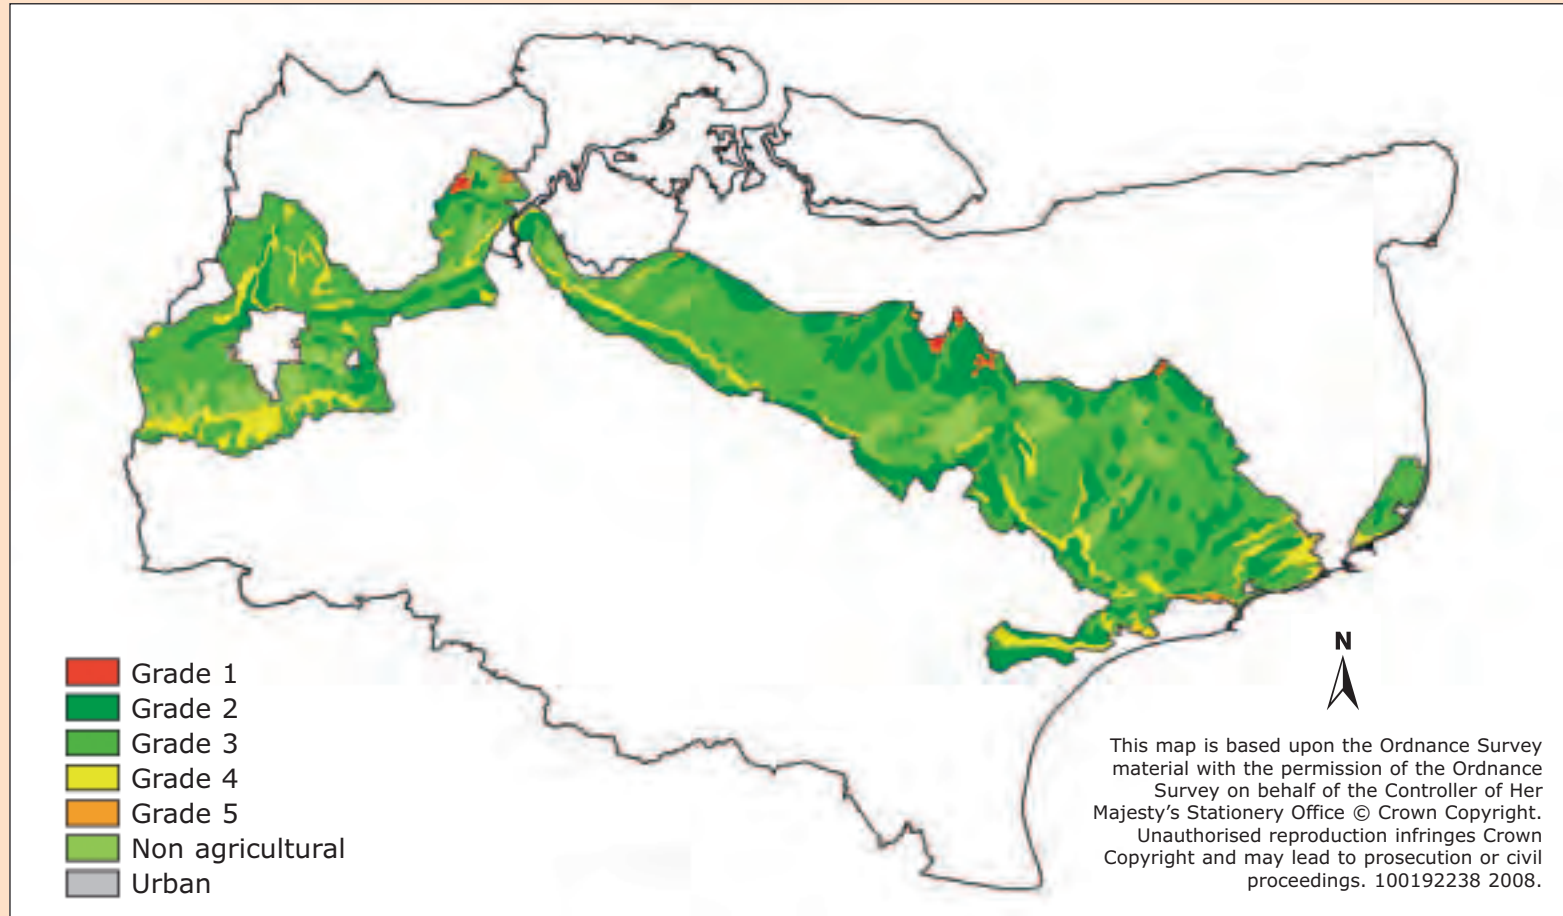 Grade 1
Grade 2
Grade 3
Grade 4
Grade 5
Non agricultural
Urban
N
This map is based upon the Ordnance Survey
material with the permission of the Ordnance
Survey on behalf of the Controller of Her
Majesty’s Stationery Office © Crown Copyright.
Unauthorised reproduction infringes Crown
Copyright and may lead to prosecution or civil
proceedings. 100192238 2008.